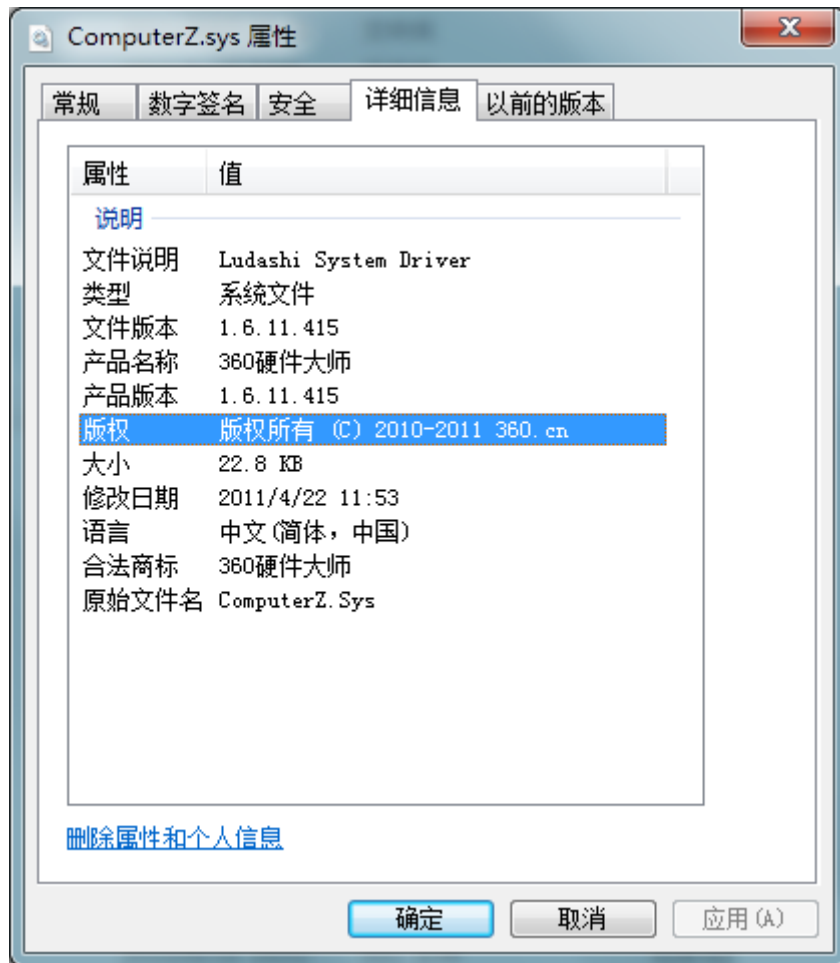 ComputerZ.sys 属性
常规 数字签名 安全 详细信息 以前的版本
属性 值
说明
文件说明 Ludashi System Driver
类型 系统文件
文件版本 1.6.11.415
产品名称 360硬件大师
产品版本 1.6.11.415
版权 版权所有 (C) 2010-2011 360.cn
大小 22.8 KB
修改日期 2011/4/22 11:53
语言 中文(简体，中国)
合法商标 360硬件大师
原始文件名 ComputerZ.Sys
删除属性和个人信息
确定 取消 应用(A)